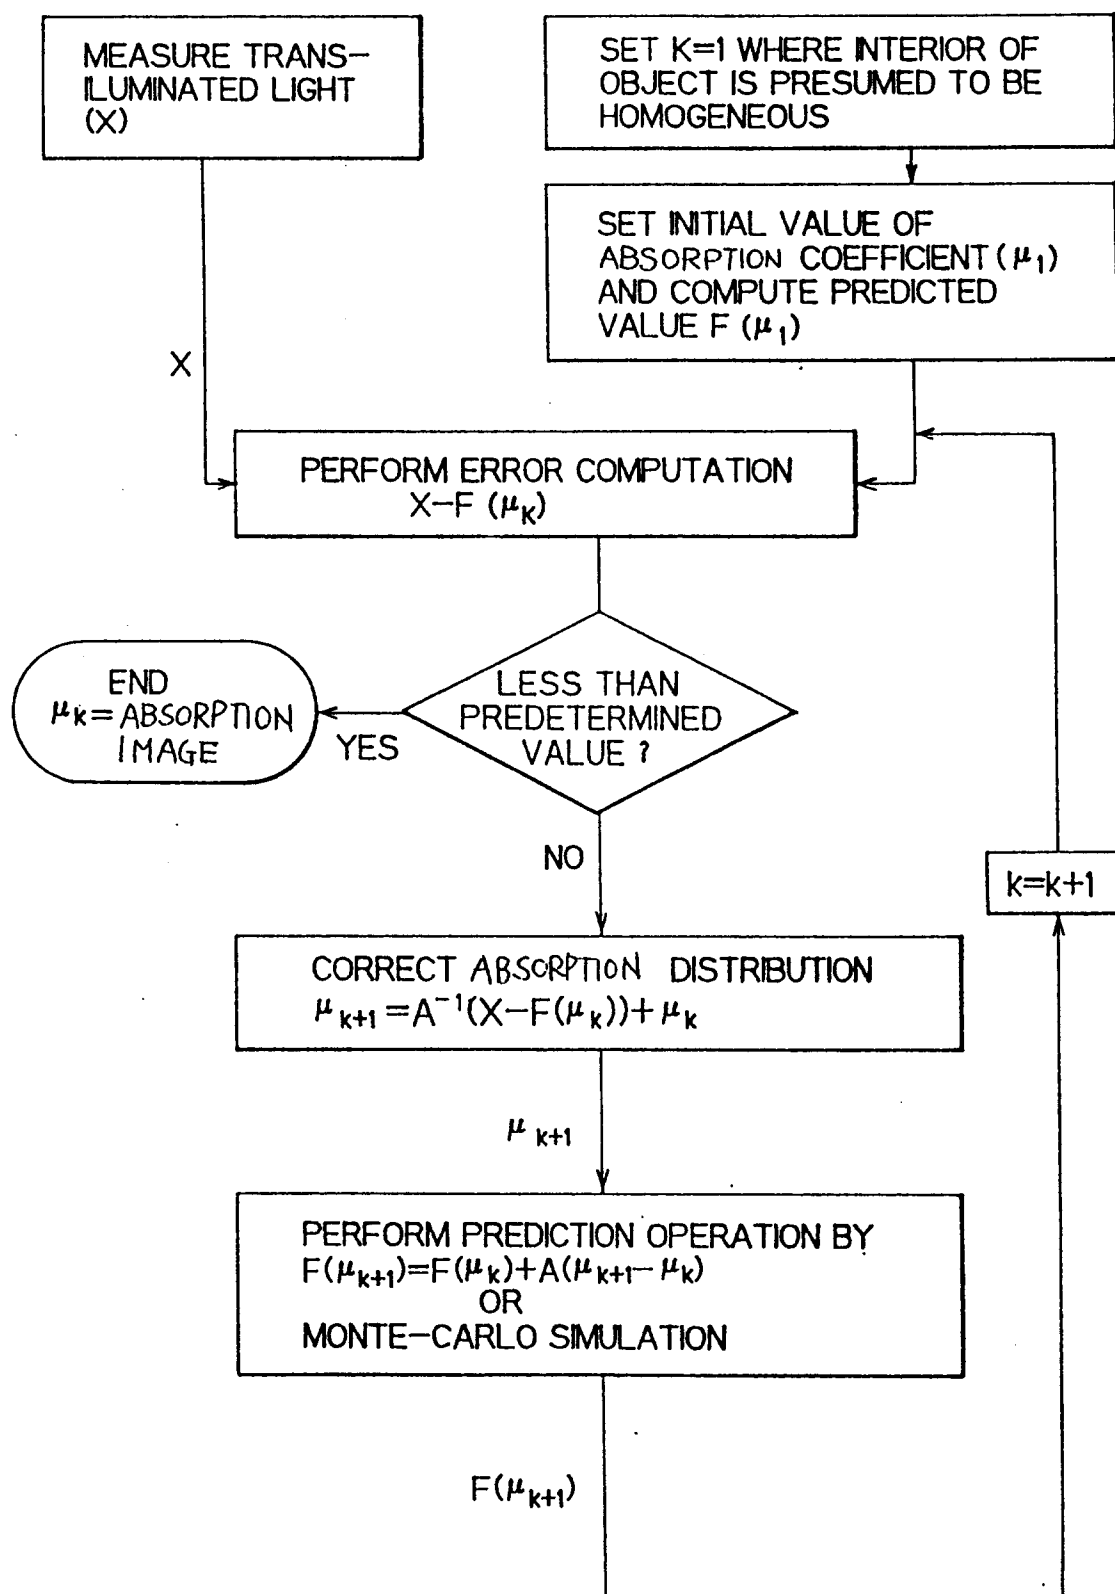 MEASURE TRANS-
ILUMINATED LIGHT
(X)
SET K=1 WHERE INTERIOR OF
OBJECT IS PRESUMED TO BE
HOMOGENEOUS
SET INITIAL VALUE OF
ABSORPTION COEFFICIENT (μ₁)
AND COMPUTE PREDICTED
VALUE F (μ₁)
X
PERFORM ERROR COMPUTATION
X-F (μₖ)
LESS THAN
PREDETERMINED
VALUE ?
END
μₖ = ABSORPTION
IMAGE
YES
NO
k=k+1
CORRECT ABSORPTION DISTRIBUTION
μₖ₊₁ = A⁻¹(X-F(μₖ))+μₖ
μₖ₊₁
PERFORM PREDICTION OPERATION BY
F(μₖ₊₁)=F(μₖ)+A(μₖ₊₁-μₖ)
OR
MONTE-CARLO SIMULATION
F(μₖ₊₁)